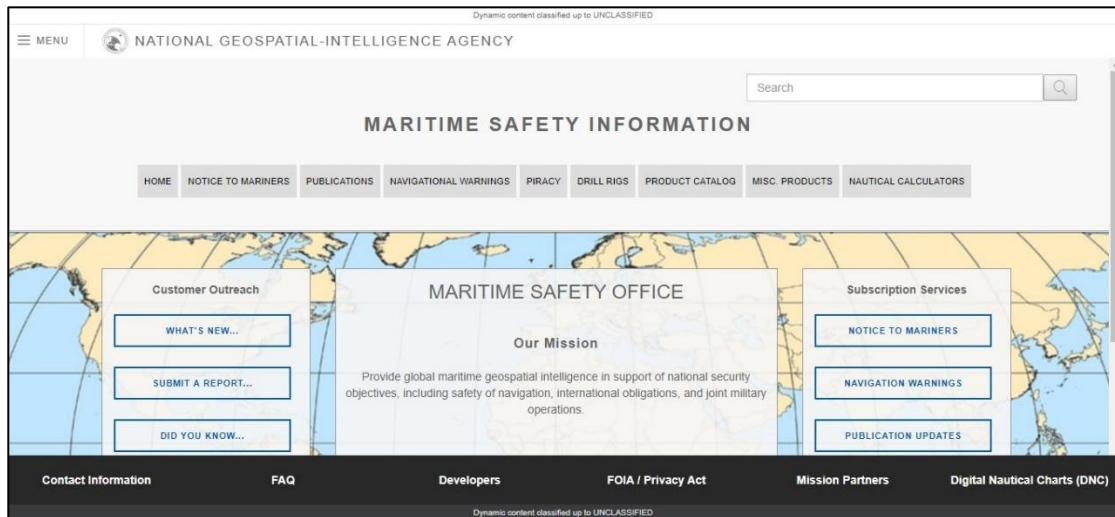 Dynamic content classified up to UNCLASSIFIED
MENU
NATIONAL GEOSPATIAL-INTELLIGENCE AGENCY
Search
MARITIME SAFETY INFORMATION
HOME NOTICE TO MARINERS PUBLICATIONS NAVIGATIONAL WARNINGS PIRACY DRILL RIGS PRODUCT CATALOG MISC. PRODUCTS NAUTICAL CALCULATORS
Customer Outreach
WHAT'S NEW...
SUBMIT A REPORT...
DID YOU KNOW...
MARITIME SAFETY OFFICE
Our Mission
Provide global maritime geospatial intelligence in support of national security
objectives, including safety of navigation, international obligations, and joint military
operations.
Subscription Services
NOTICE TO MARINERS
NAVIGATION WARNINGS
PUBLICATION UPDATES
Contact Information FAQ Developers FOIA / Privacy Act Mission Partners Digital Nautical Charts (DNC)
Dynamic content classified up to UNCLASSIFIED